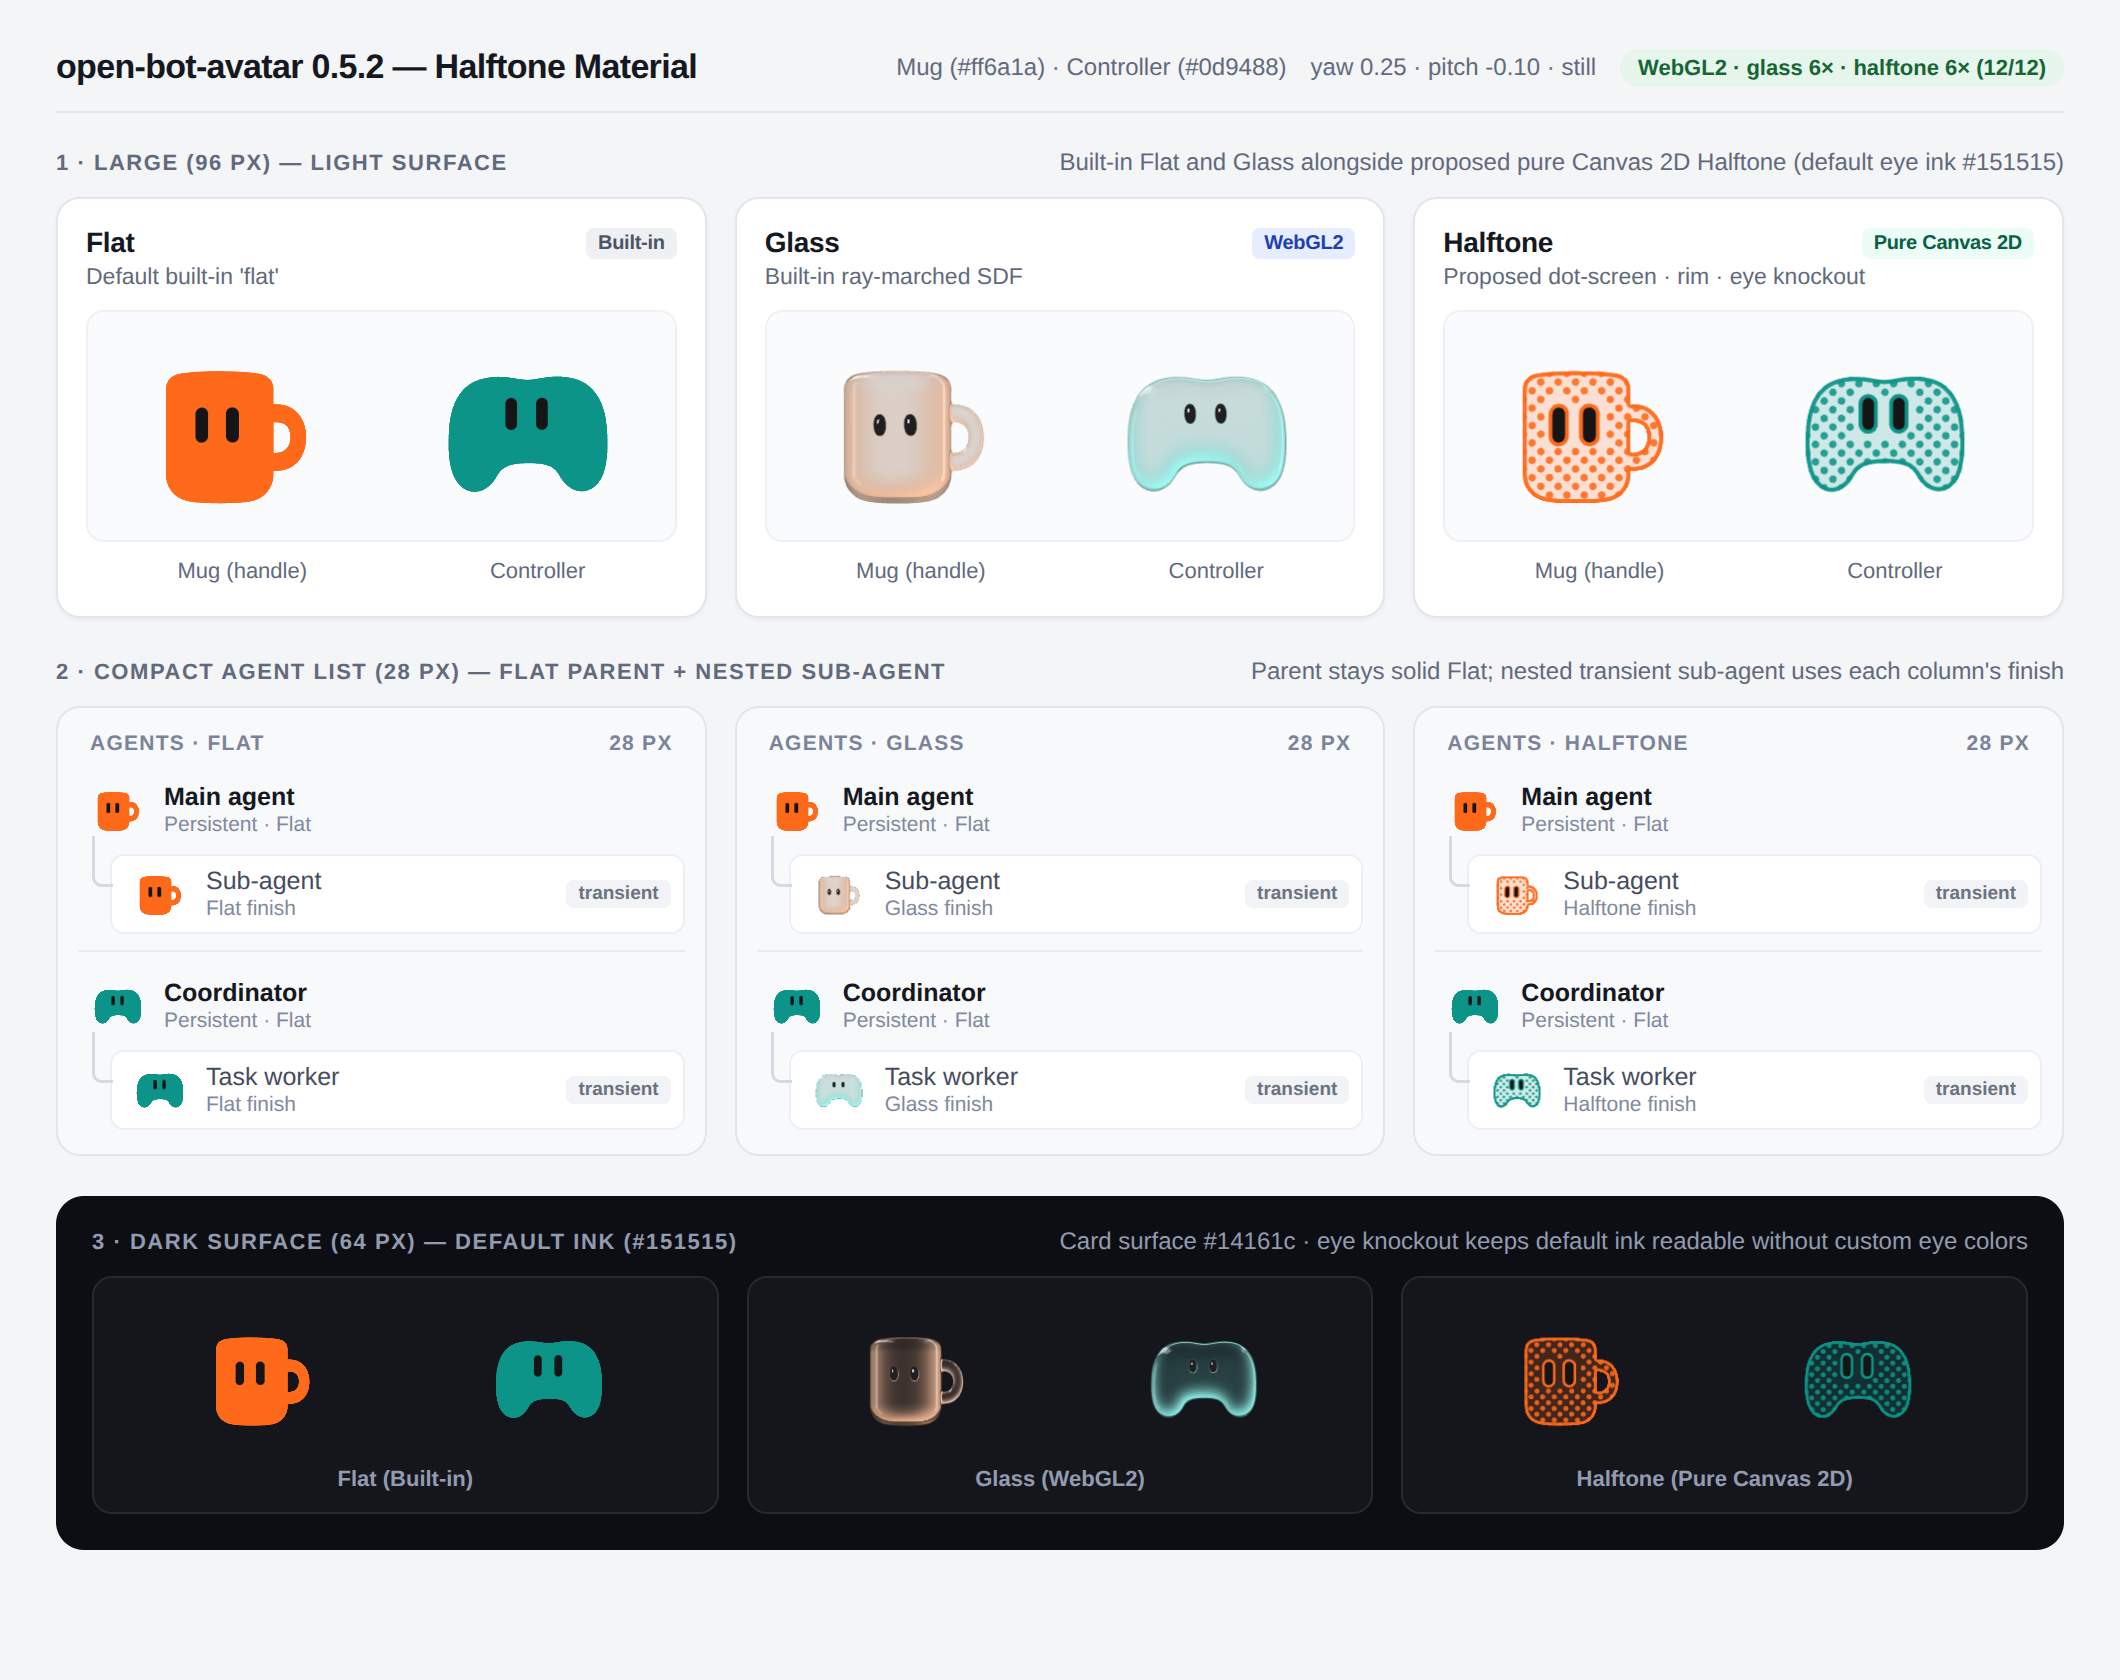 open-bot-avatar 0.5.2 — Halftone Material
Mug (#ff6a1a) · Controller (#0d9488) yaw 0.25 · pitch -0.10 · still WebGL2 · glass 6× · halftone 6× (12/12)
1 · LARGE (96 PX) — LIGHT SURFACE
Built-in Flat and Glass alongside proposed pure Canvas 2D Halftone (default eye ink #151515)
Flat
Built-in
Default built-in 'flat'
Mug (handle)
Controller
Glass
WebGL2
Built-in ray-marched SDF
Mug (handle)
Controller
Halftone
Pure Canvas 2D
Proposed dot-screen · rim · eye knockout
Mug (handle)
Controller
2 · COMPACT AGENT LIST (28 PX) — FLAT PARENT + NESTED SUB-AGENT
Parent stays solid Flat; nested transient sub-agent uses each column's finish
AGENTS · FLAT
28 PX
Main agent
Persistent · Flat
Sub-agent
Flat finish
transient
Coordinator
Persistent · Flat
Task worker
Flat finish
transient
AGENTS · GLASS
28 PX
Main agent
Persistent · Flat
Sub-agent
Glass finish
transient
Coordinator
Persistent · Flat
Task worker
Glass finish
transient
AGENTS · HALFTONE
28 PX
Main agent
Persistent · Flat
Sub-agent
Halftone finish
transient
Coordinator
Persistent · Flat
Task worker
Halftone finish
transient
3 · DARK SURFACE (64 PX) — DEFAULT INK (#151515)
Card surface #14161c · eye knockout keeps default ink readable without custom eye colors
Flat (Built-in)
Glass (WebGL2)
Halftone (Pure Canvas 2D)